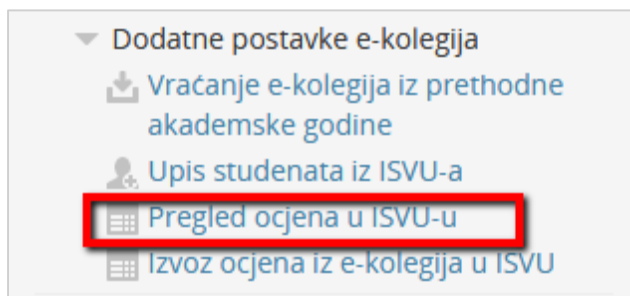 Dodatne postavke e-kolegija
Vraćanje e-kolegija iz prethodne
akademske godine
Upis studenata iz ISVU-a
Pregled ocjena u ISVU-u
Izvoz ocjena iz e-kolegija u ISVU